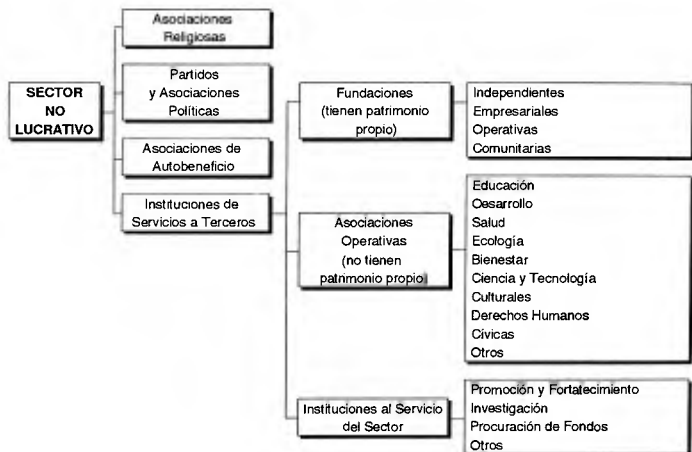 Asociaciones
Religiosas
SECTOR
NO
LUCRATIVO
Partidos
y Asociaciones
Políticas
Asociaciones de
Autobeneficio
Instituciones de
Servicios a Terceros
Fundaciones
(tienen patrimonio
propio)
Independientes
Empresariales
Operativas
Comunitarias
Asociaciones
Operativas
(no tienen
patrimonio propio)
Educación
Oesarrollo
Salud
Ecología
Bienestar
Ciencia y Tecnología
Culturales
Derechos Humanos
Cívicas
Otros
Instituciones al Servicio
del Sector
Promoción y Fortatecimiento
Investigación
Procuración de Fondos
Otros